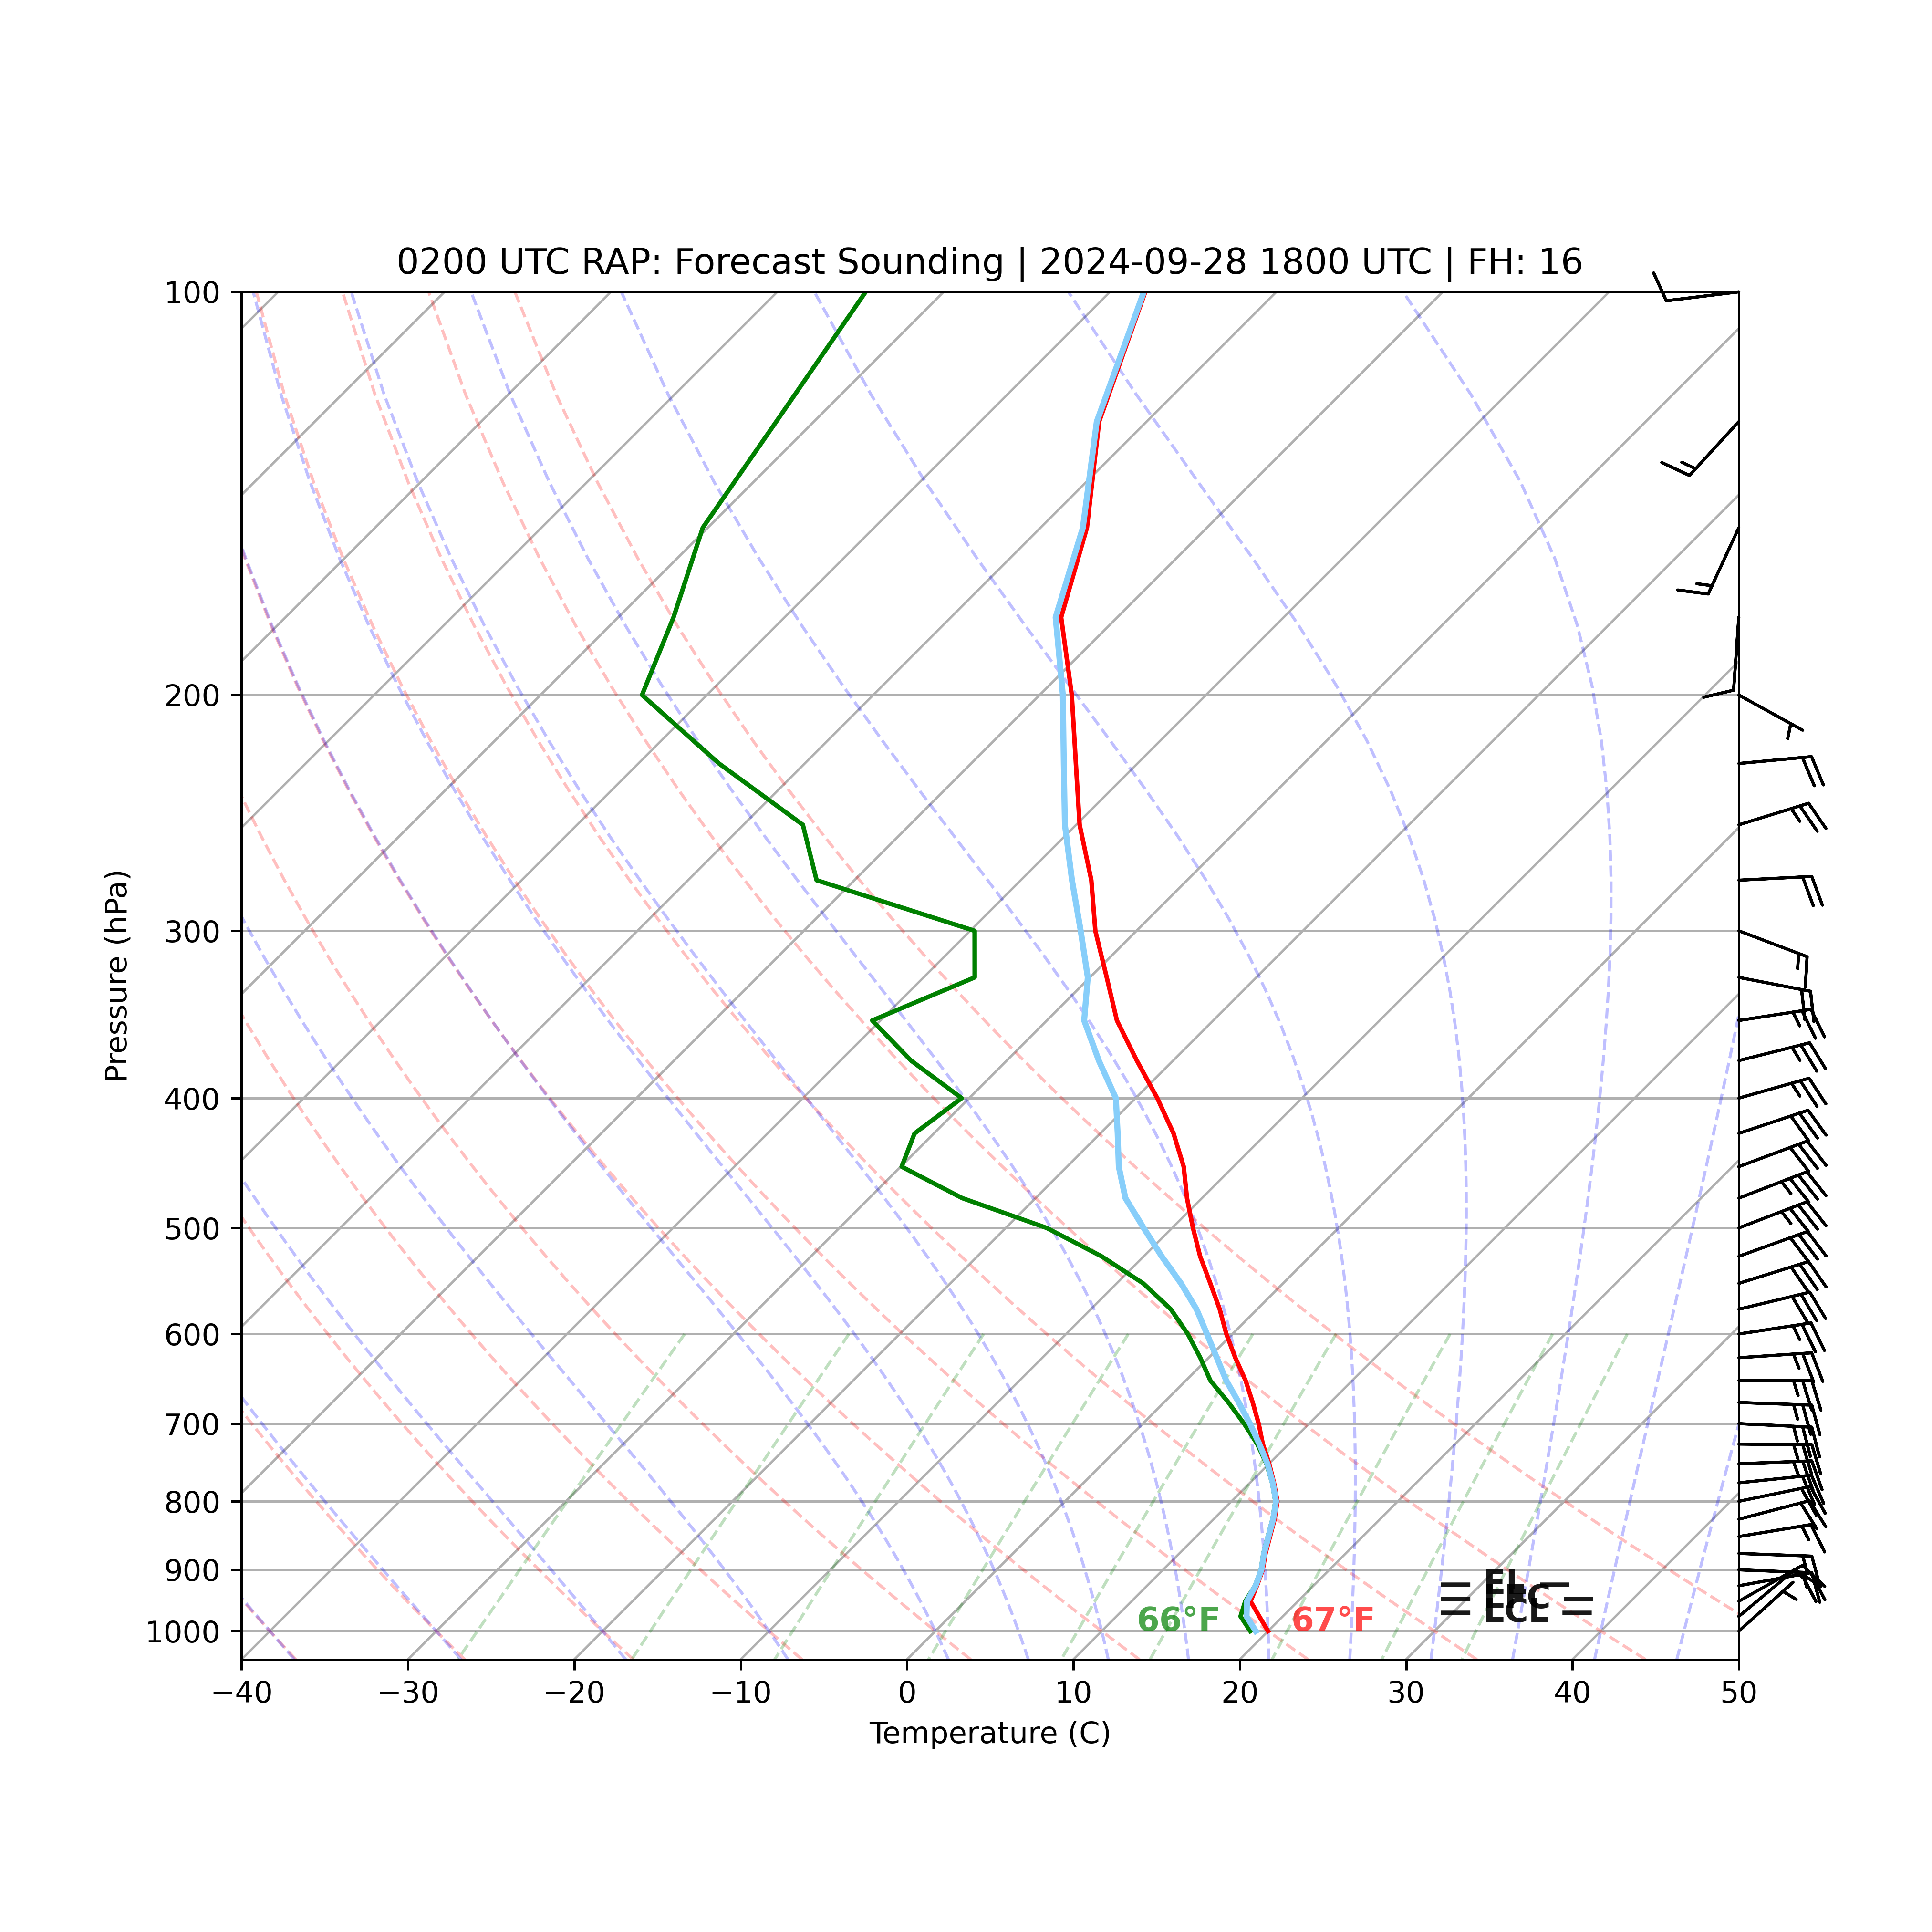 0200 UTC RAP: Forecast Sounding | 2024-09-28 1800 UTC | FH: 16
100
200
300
400
500
600
700
800
900
1000
Pressure (hPa)
= EL =
= LFC =
= LCL =
66°F
67°F
−40
−30
−20
−10
0
10
20
30
40
50
Temperature (C)